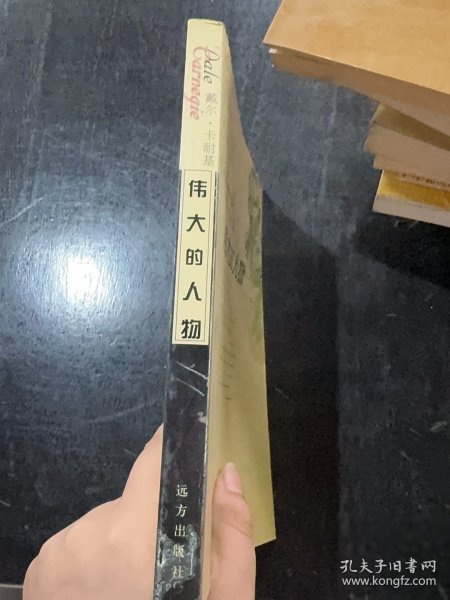 Dale
Carnegie
戴尔·卡耐基
伟大的人物
远方出版社
孔夫子旧书网
www.kongfz.com